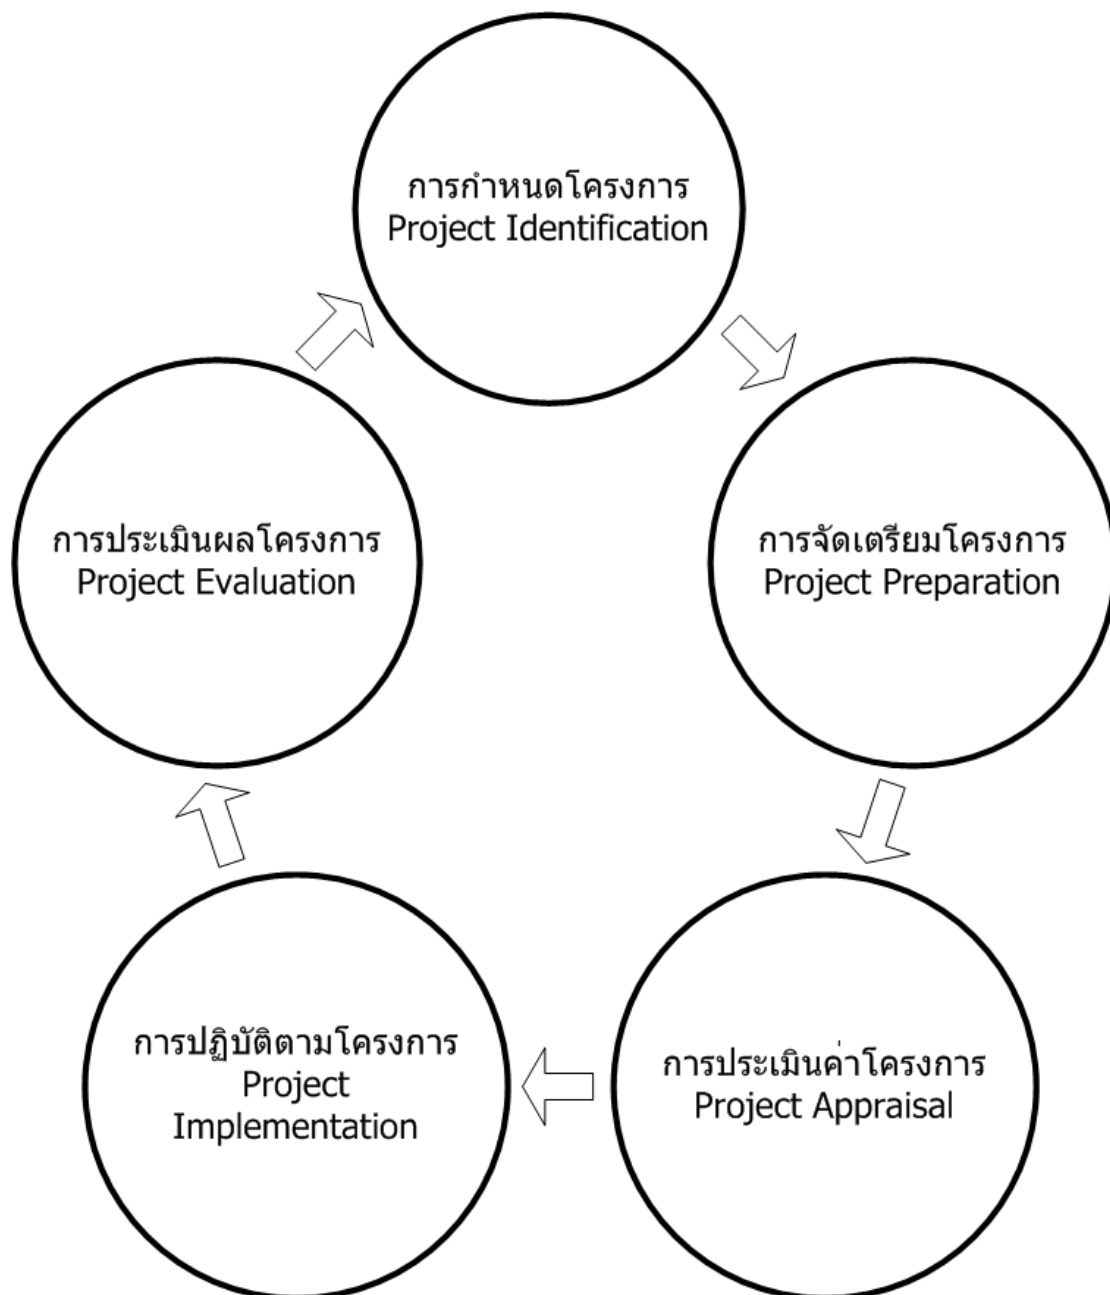 การกำหนดโครงการ
Project Identification
การจัดเตรียมโครงการ
Project Preparation
การประเมินค่าโครงการ
Project Appraisal
การปฏิบัติตามโครงการ
Project
Implementation
การประเมินผลโครงการ
Project Evaluation